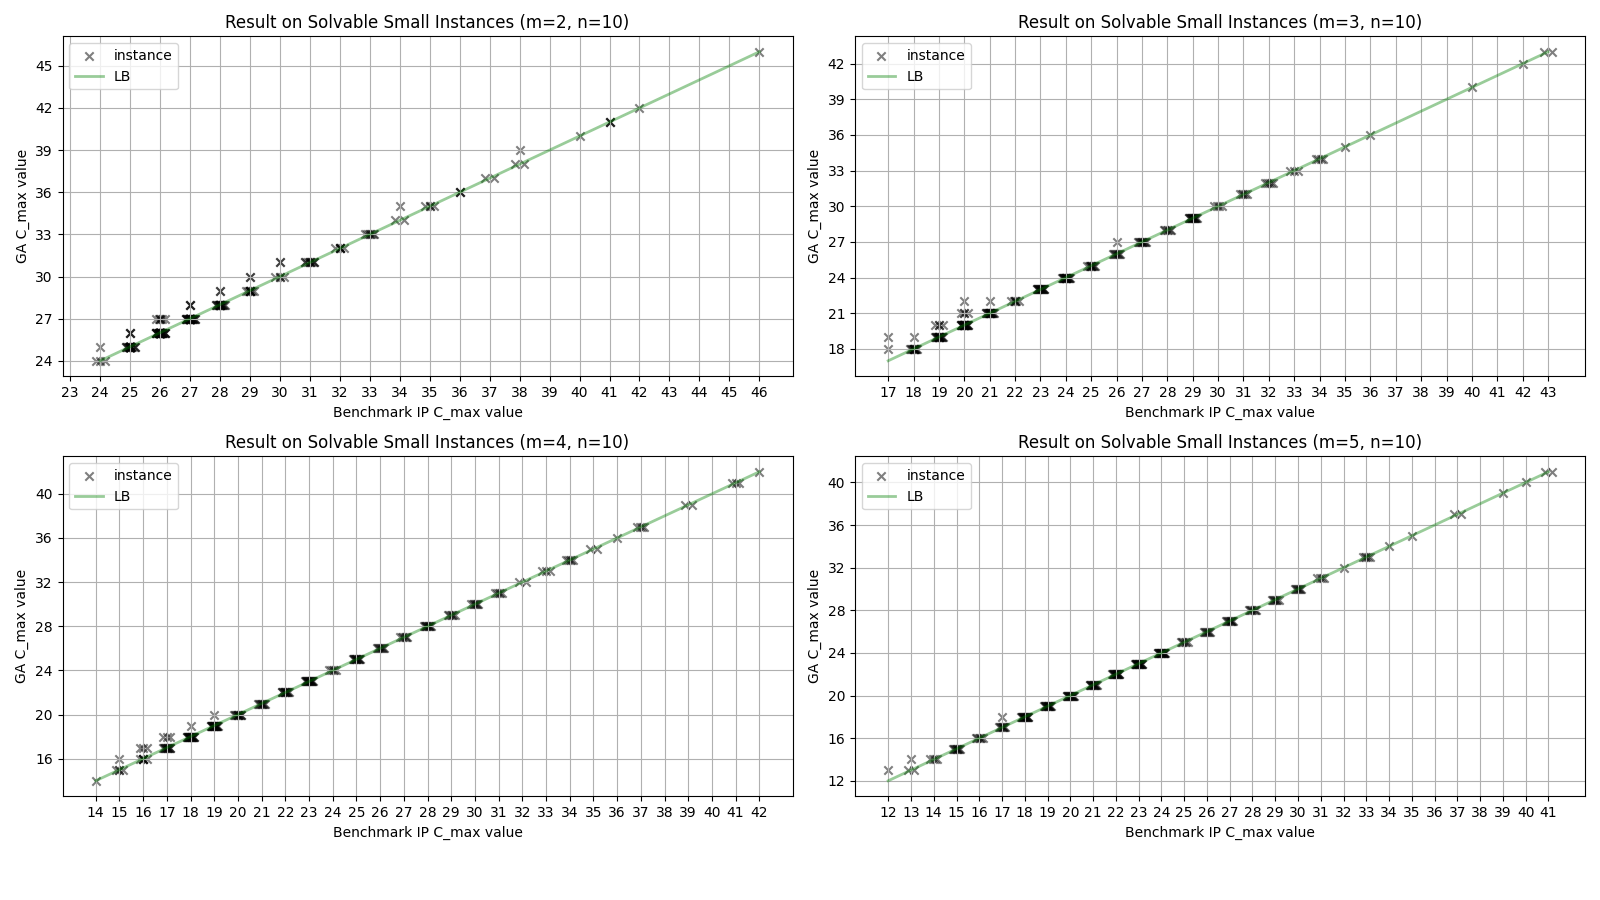 Result on Solvable Small Instances (m=2, n=10)
instance
LB
GA C_max value
45
42
39
36
33
30
27
24
23 24 25 26 27 28 29 30 31 32 33 34 35 36 37 38 39 40 41 42 43 44 45 46
Benchmark IP C_max value
Result on Solvable Small Instances (m=3, n=10)
instance
LB
GA C_max value
42
39
36
33
30
27
24
21
18
17 18 19 20 21 22 23 24 25 26 27 28 29 30 31 32 33 34 35 36 37 38 39 40 41 42 43
Benchmark IP C_max value
Result on Solvable Small Instances (m=4, n=10)
instance
LB
GA C_max value
40
36
32
28
24
20
16
14 15 16 17 18 19 20 21 22 23 24 25 26 27 28 29 30 31 32 33 34 35 36 37 38 39 40 41 42
Benchmark IP C_max value
Result on Solvable Small Instances (m=5, n=10)
instance
LB
GA C_max value
40
36
32
28
24
20
16
12
12 13 14 15 16 17 18 19 20 21 22 23 24 25 26 27 28 29 30 31 32 33 34 35 36 37 38 39 40 41
Benchmark IP C_max value